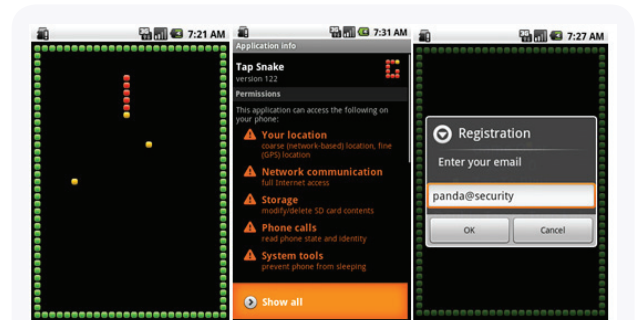 7:21 AM
7:31 AM
Application info
Tap Snake
version 122
Permissions
This application can access the following on
your phone:
Your location
coarse (network-based) location, fine
(GPS) location
Network communication
full Internet access
Storage
modify/delete SD card contents
Phone calls
read phone state and identity
System tools
prevent phone from sleeping
Show all
3G
7:27 AM
Registration
Enter your email
panda@security
OK
Cancel